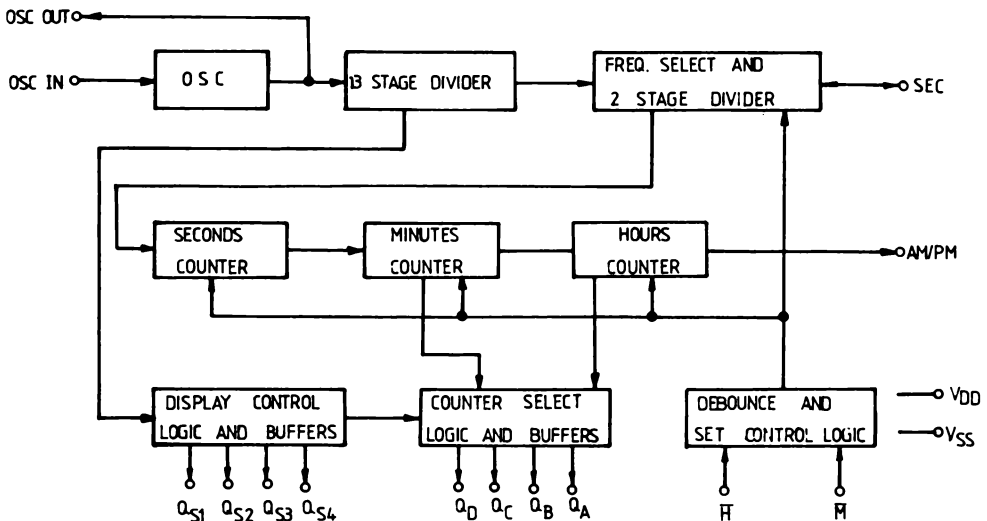 OSC OUT
OSC IN
OSC
13 STAGE DIVIDER
FREQ. SELECT AND
2 STAGE DIVIDER
SEC
SECONDS
COUNTER
MINUTES
COUNTER
HOURS
COUNTER
AM/PM
DISPLAY CONTROL
LOGIC AND BUFFERS
COUNTER SELECT
LOGIC AND BUFFERS
DEBOUNCE AND
SET CONTROL LOGIC
VDD
VSS
QS1 QS2 QS3 QS4
QD QC QB QA
H̅ M̅